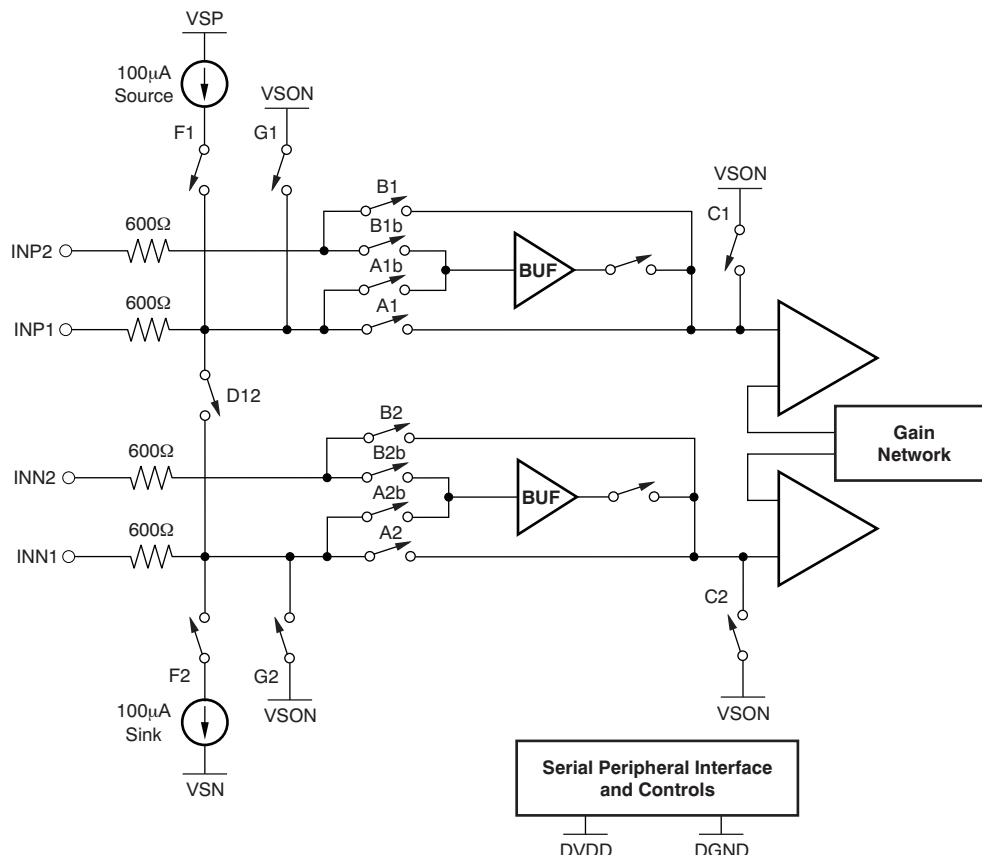 VSP
100μA
Source
VSON
F1
G1
VSON
B1
C1
600Ω
B1b
INP2
BUF
A1b
600Ω
A1
INP1
D12
B2
Gain
Network
600Ω
B2b
INN2
BUF
A2b
600Ω
A2
INN1
C2
F2
G2
100μA
Sink
VSON
VSON
VSN
Serial Peripheral Interface
and Controls
DVDD
DGND